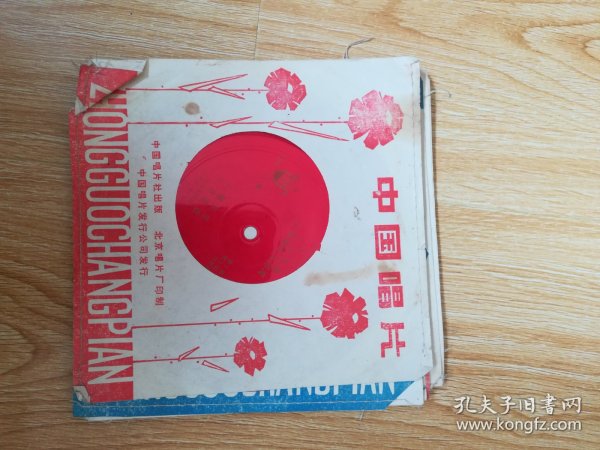 中国唱片
ZHONGGUOCHANGPIAN
中国唱片社出版 北京唱片厂印制
中国唱片发行公司发行
孔夫子旧书网
www.kongfz.com